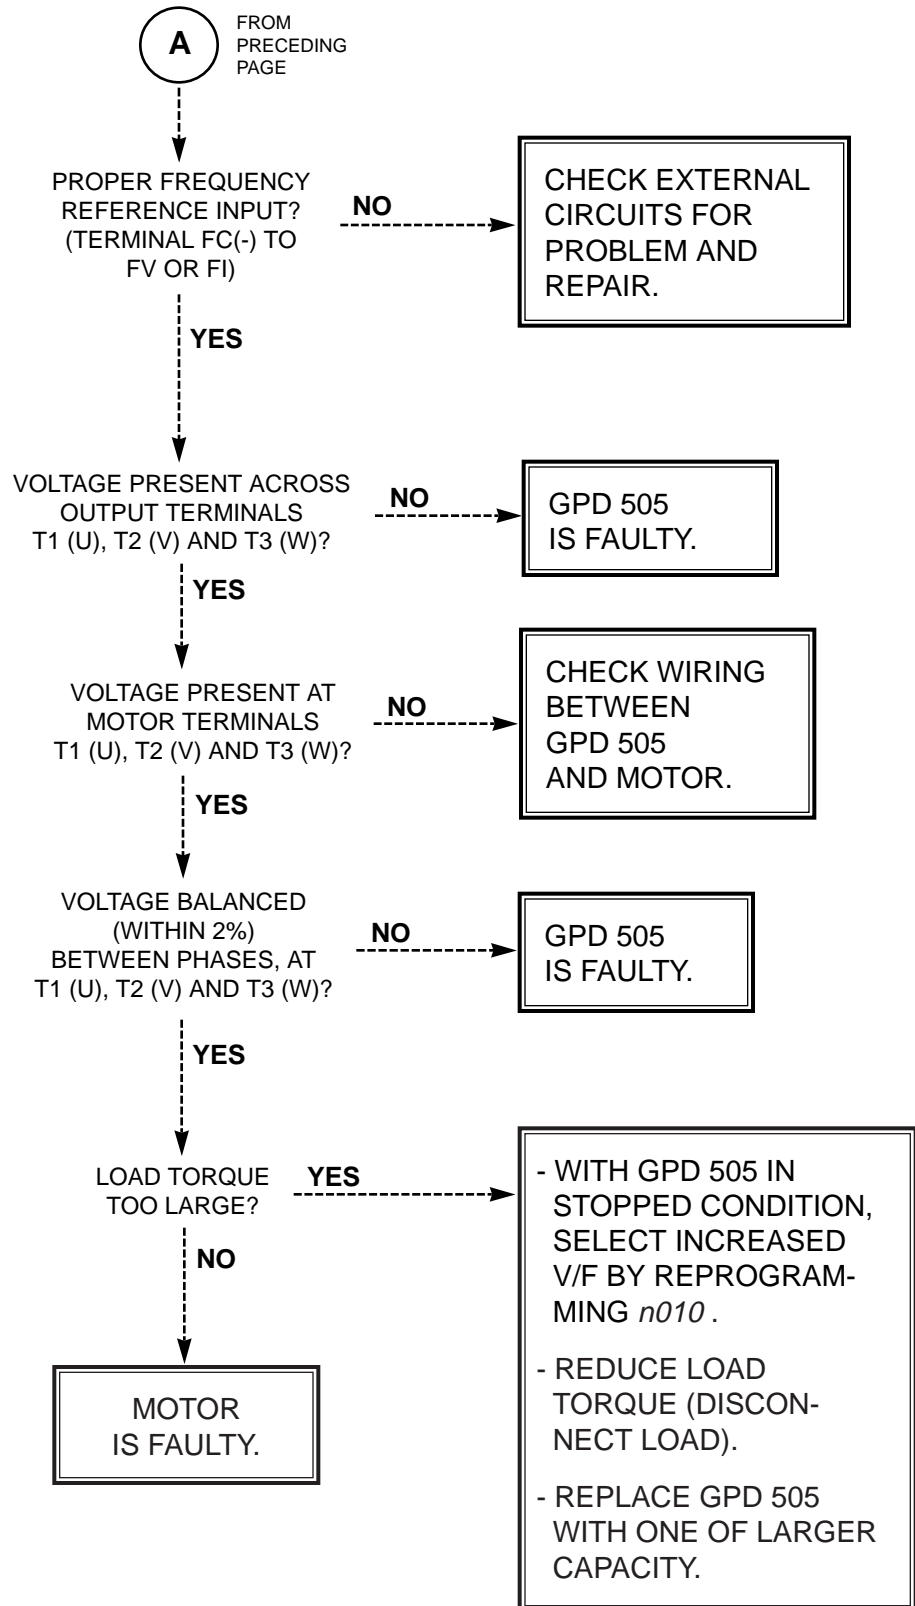 A
FROM
PRECEDING
PAGE
PROPER FREQUENCY
REFERENCE INPUT?
(TERMINAL FC(-) TO
FV OR FI)
NO
CHECK EXTERNAL
CIRCUITS FOR
PROBLEM AND
REPAIR.
YES
VOLTAGE PRESENT ACROSS
OUTPUT TERMINALS
T1 (U), T2 (V) AND T3 (W)?
NO
GPD 505
IS FAULTY.
YES
VOLTAGE PRESENT AT
MOTOR TERMINALS
T1 (U), T2 (V) AND T3 (W)?
NO
CHECK WIRING
BETWEEN
GPD 505
AND MOTOR.
YES
VOLTAGE BALANCED
(WITHIN 2%)
BETWEEN PHASES, AT
T1 (U), T2 (V) AND T3 (W)?
NO
GPD 505
IS FAULTY.
YES
LOAD TORQUE
TOO LARGE?
YES
- WITH GPD 505 IN
STOPPED CONDITION,
SELECT INCREASED
V/F BY REPROGRAM-
MING n010 .
- REDUCE LOAD
TORQUE (DISCON-
NECT LOAD).
- REPLACE GPD 505
WITH ONE OF LARGER
CAPACITY.
NO
MOTOR
IS FAULTY.